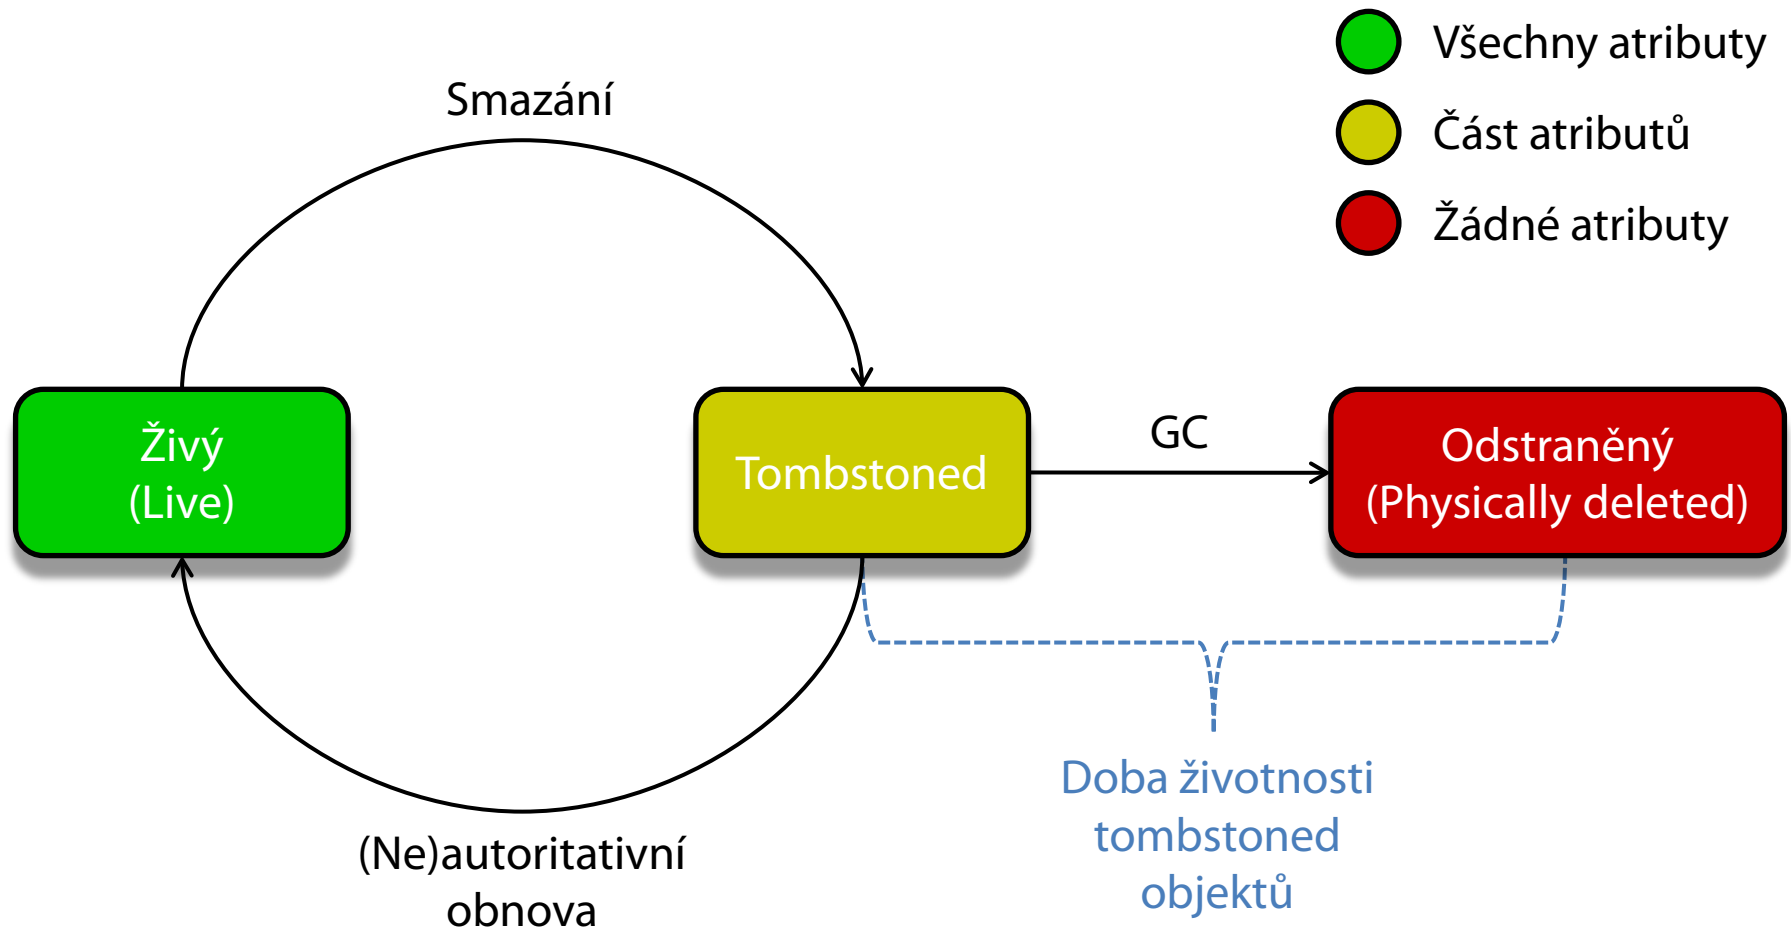 Všechny atributy
Část atributů
Žádné atributy
Smazání
Živý
(Live)
Tombstoned
GC
Odstraněný
(Physically deleted)
Doba životnosti
tombstoned
objektů
(Ne)autoritativní
obnova